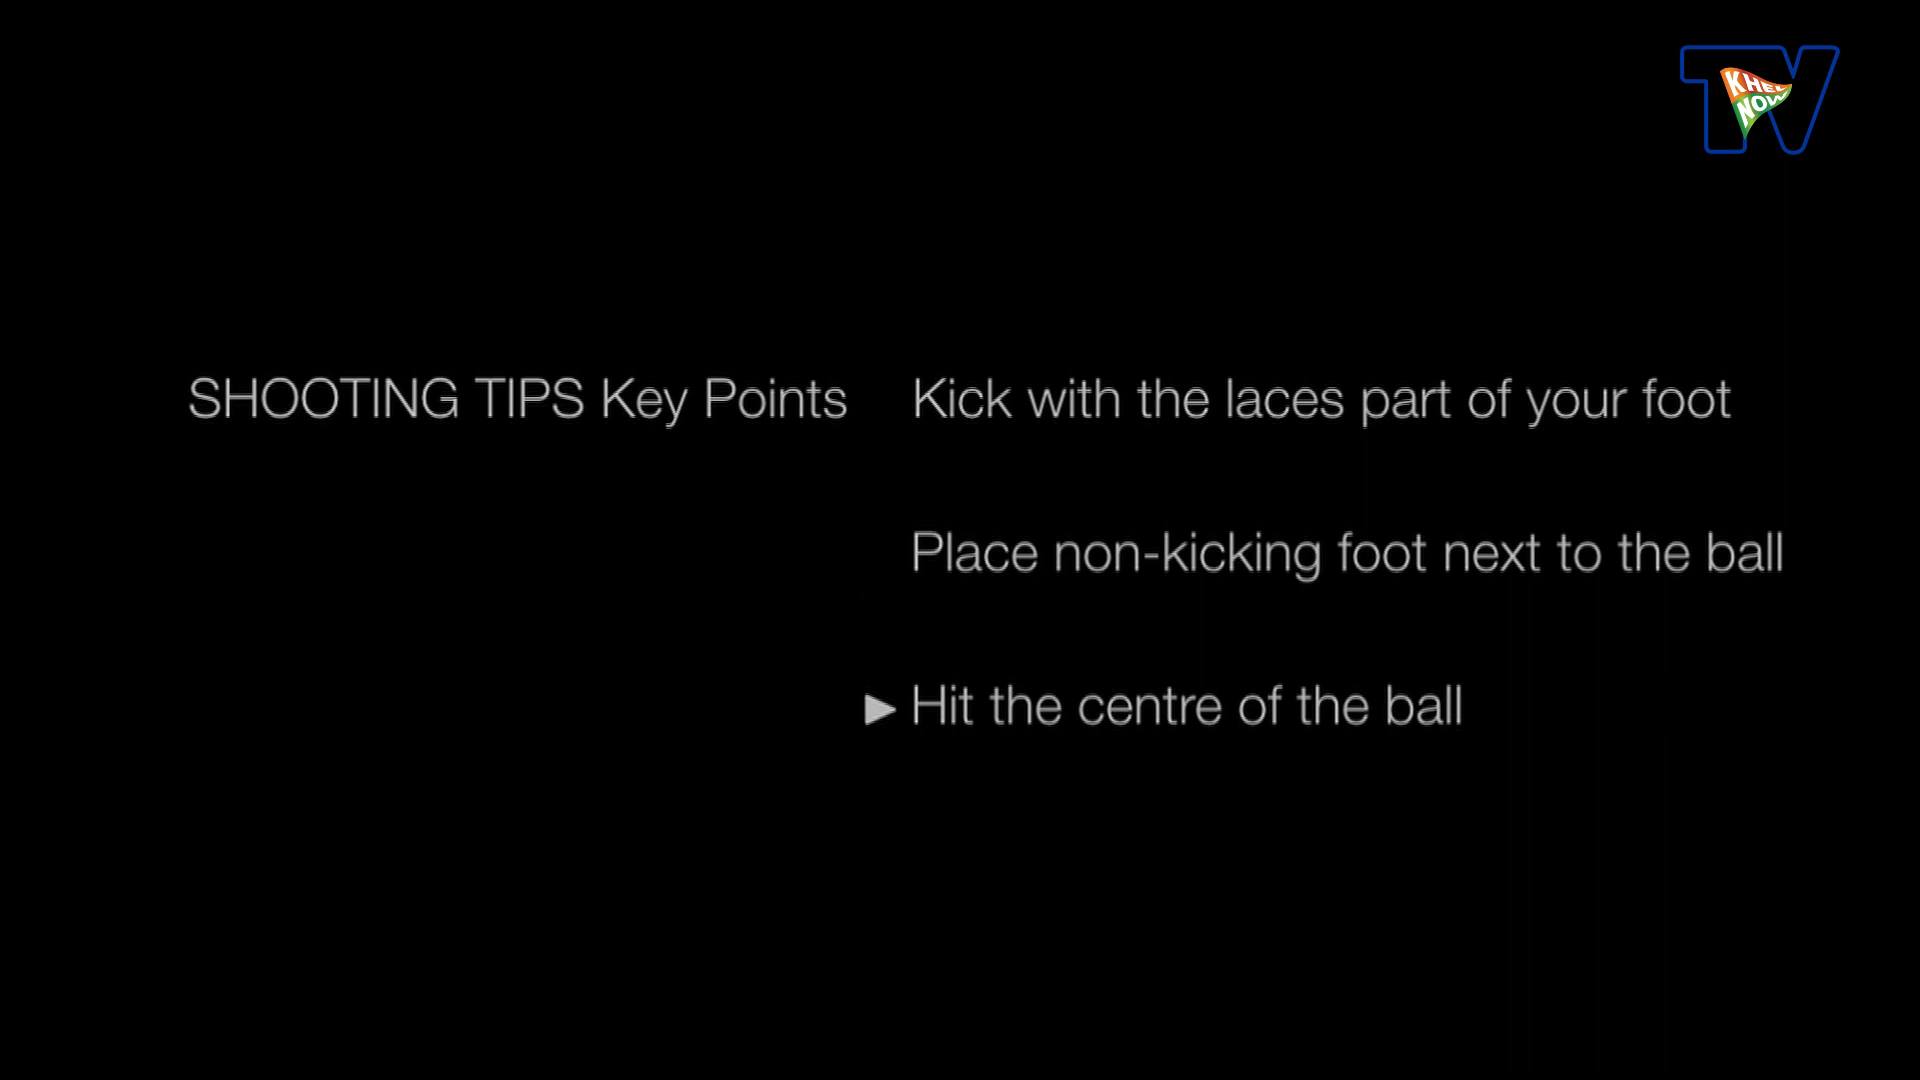 TV
KHEL
NOW
SHOOTING TIPS Key Points
Kick with the laces part of your foot
Place non-kicking foot next to the ball
▶ Hit the centre of the ball